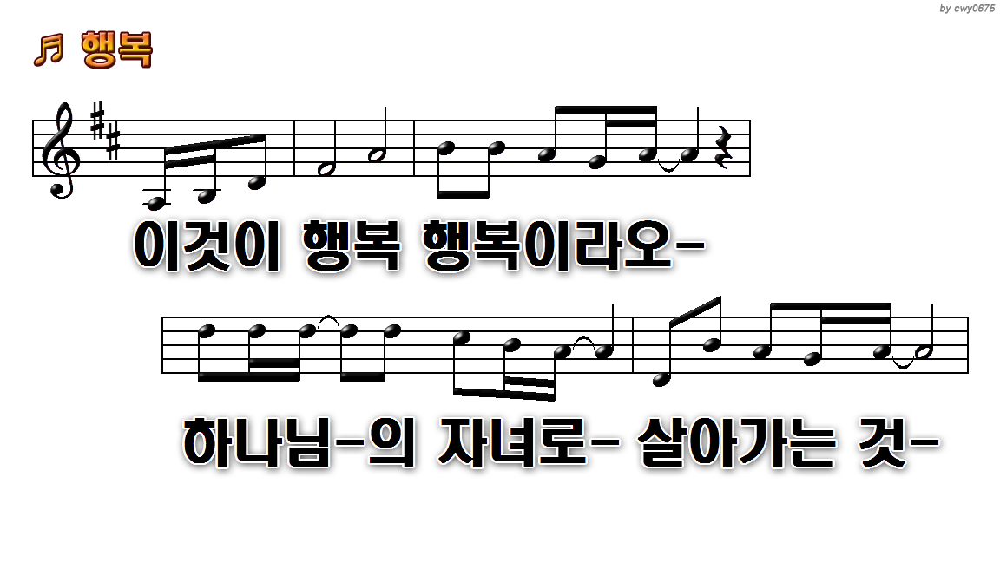 by cwy0675
♬ 행복
이것이 행복 행복이라오-
하나님-의 자녀로- 살아가는 것-